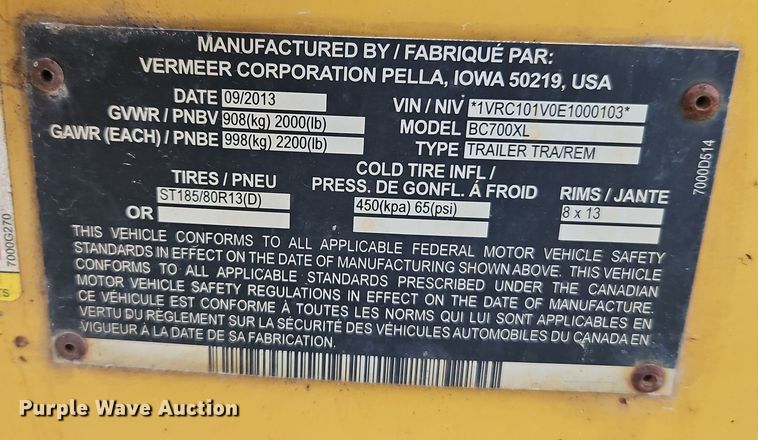 MANUFACTURED BY / FABRIQUÉ PAR:
VERMEER CORPORATION PELLA, IOWA 50219, USA
DATE 09/2013
VIN / NIV *1VRC101V0E1000103*
GVWR / PNBV 908(kg) 2000(lb)
MODEL BC700XL
GAWR (EACH) / PNBE 998(kg) 2200(lb)
TYPE TRAILER TRA/REM
TIRES / PNEU
COLD TIRE INFL /
PRESS. DE GONFL. Á FROID
RIMS / JANTE
ST185/80R13(D)
450(kpa) 65(psi)
8 x 13
OR
THIS VEHICLE CONFORMS TO ALL APPLICABLE FEDERAL MOTOR VEHICLE SAFETY
STANDARDS IN EFFECT ON THE DATE OF MANUFACTURING SHOWN ABOVE. THIS VEHICLE
CONFORMS TO ALL APPLICABLE STANDARDS PRESCRIBED UNDER THE CANADIAN
MOTOR VEHICLE SAFETY REGULATIONS IN EFFECT ON THE DATE OF MANUFACTURE.
CE VÉHICULE EST CONFORME À TOUTES LES NORMS QUI LUI SONT APPLICABLES EN
VERTU DU RÈGLEMENT SUR LA SÉCURITÉ DES VÉHICULES AUTOMOBILES DU CANADA EN
VIGUEUR À LA DATE DE SA FABRICATION.
7000D514
7000G270
TS
Purple Wave Auction